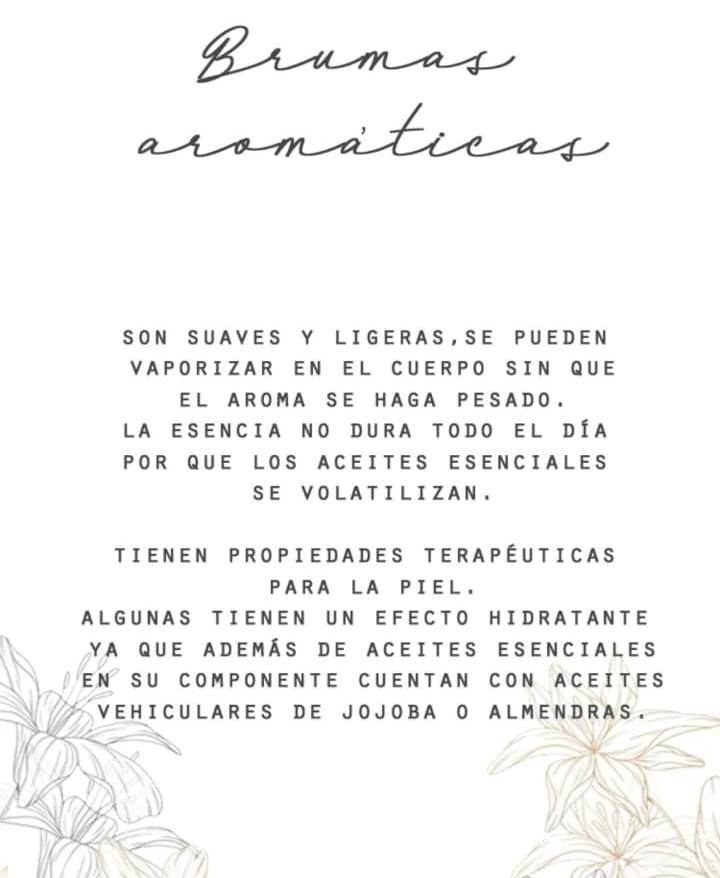 Brumas
aromáticas
SON SUAVES Y LIGERAS,SE PUEDEN
VAPORIZAR EN EL CUERPO SIN QUE
EL AROMA SE HAGA PESADO.
LA ESENCIA NO DURA TODO EL DÍA
POR QUE LOS ACEITES ESENCIALES
SE VOLATILIZAN.
TIENEN PROPIEDADES TERAPÉUTICAS
PARA LA PIEL.
ALGUNAS TIENEN UN EFECTO HIDRATANTE
YA QUE ADEMÁS DE ACEITES ESENCIALES
EN SU COMPONENTE CUENTAN CON ACEITES
VEHICULARES DE JOJOBA O ALMENDRAS.